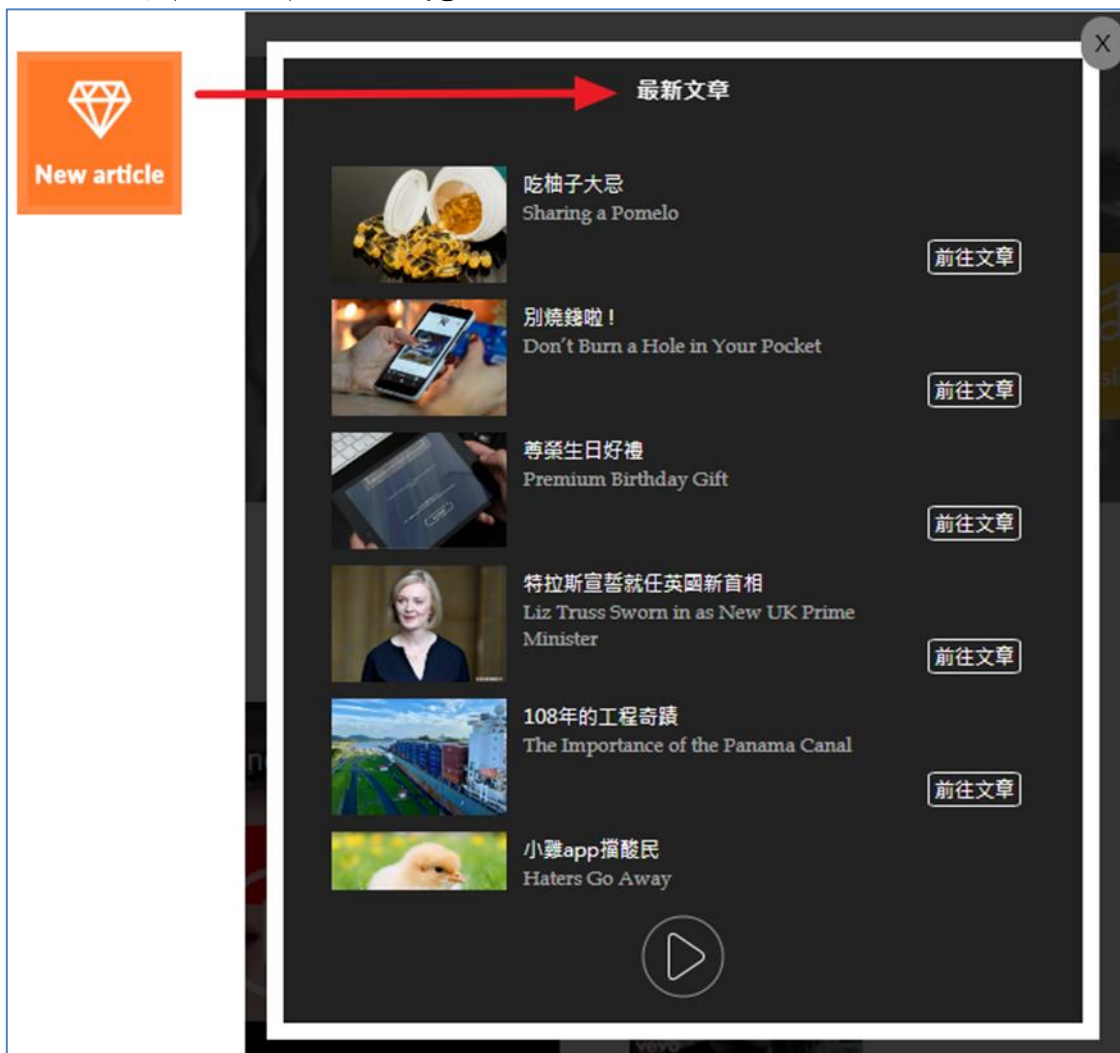 New article
X
最新文章
吃柚子大忌
Sharing a Pomelo
前往文章
別燒錢啦！
Don't Burn a Hole in Your Pocket
前往文章
尊榮生日好禮
Premium Birthday Gift
前往文章
特拉斯宣誓就任英國新首相
Liz Truss Sworn in as New UK Prime
Minister
前往文章
108年的工程奇蹟
The Importance of the Panama Canal
前往文章
小雞app擋酸民
Haters Go Away